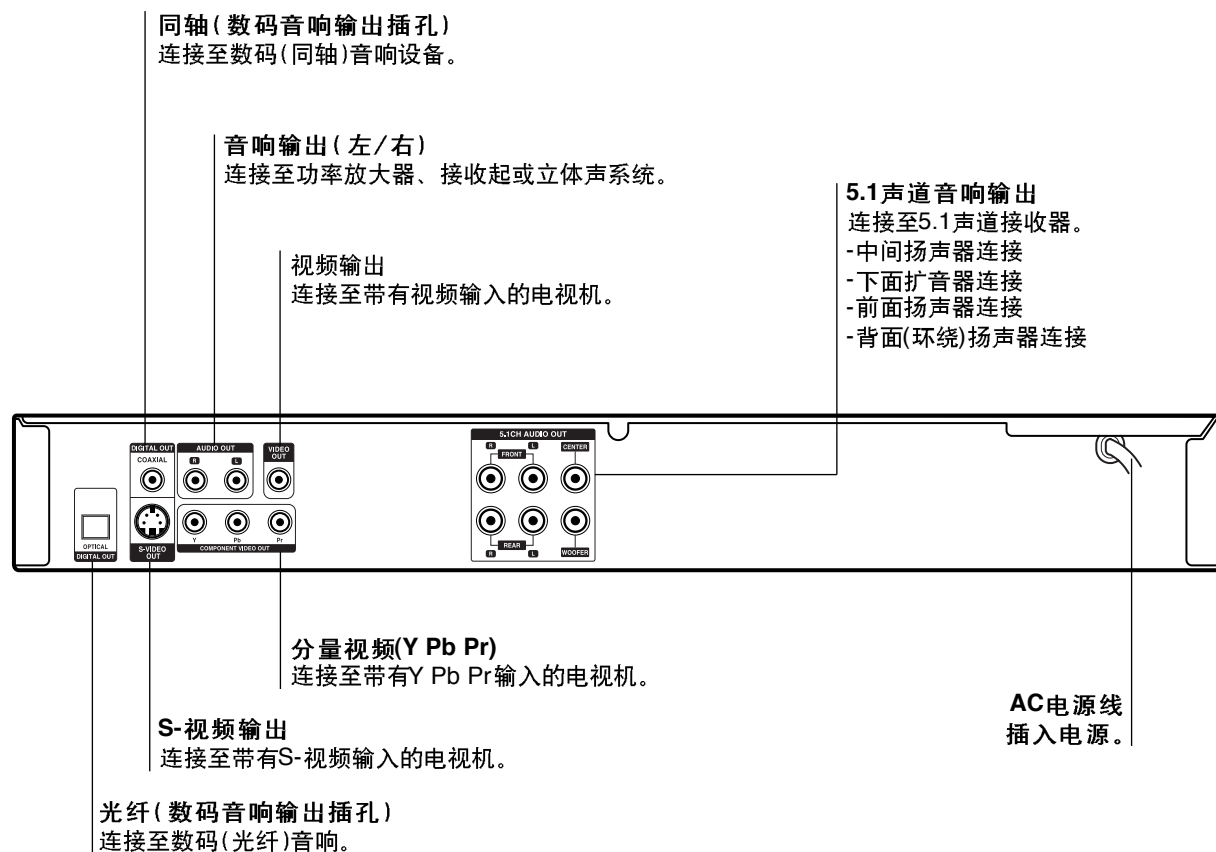 同轴(数码音响输出插孔)
连接至数码(同轴)音响设备。
音响输出(左/右)
连接至功率放大器、接收起或立体声系统。
5.1声道音响输出
连接至5.1声道接收器。
-中间扬声器连接
-下面扩音器连接
-前面扬声器连接
-背面(环绕)扬声器连接
视频输出
连接至带有视频输入的电视机。
DIGITAL OUT
COAXIAL
AUDIO OUT
R L
VIDEO
OUT
5.1CH AUDIO OUT
R L
FRONT
CENTER
OPTICAL
DIGITAL OUT
S-VIDEO
OUT
Y Pb Pr
COMPONENT VIDEO OUT
REAR
R L
WOOFER
分量视频(Y Pb Pr)
连接至带有Y Pb Pr输入的电视机。
S-视频输出
连接至带有S-视频输入的电视机。
AC电源线
插入电源。
光纤(数码音响输出插孔)
连接至数码(光纤)音响。